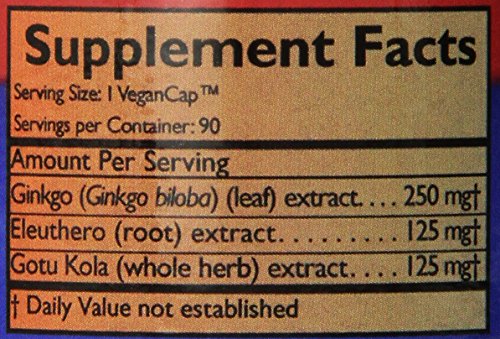 Supplement Facts
Serving Size: 1 VeganCap™
Servings per Container: 90
Amount Per Serving
Ginkgo (Ginkgo biloba) (leaf) extract.... 250 mg†
Eleuthero (root) extract.......... 125 mg†
Gotu Kola (whole herb) extract.... 125 mg†
† Daily Value not established